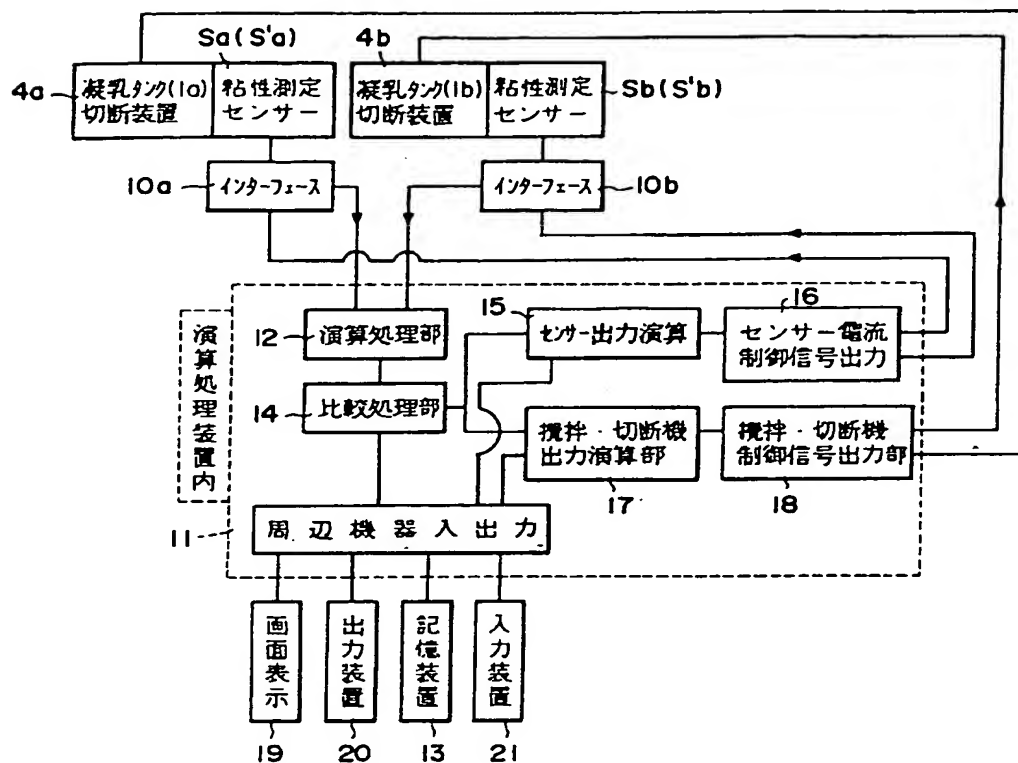 Sa(S'a)
4b
4a
凝乳タンク(1a)
切断装置
粘性測定
センサー
凝乳タンク(1b)
切断装置
粘性測定
センサー
Sb(S'b)
10a
インターフェース
インターフェース
10b
演算処理装置内
12
演算処理部
15
センサー出力演算
16
センサー電流
制御信号出力
14
比較処理部
攪拌・切断機
出力演算部
17
攪拌・切断機
制御信号出力部
18
11
周辺機器入出力
画面表示
出力装置
記憶装置
入力装置
19
20
13
21